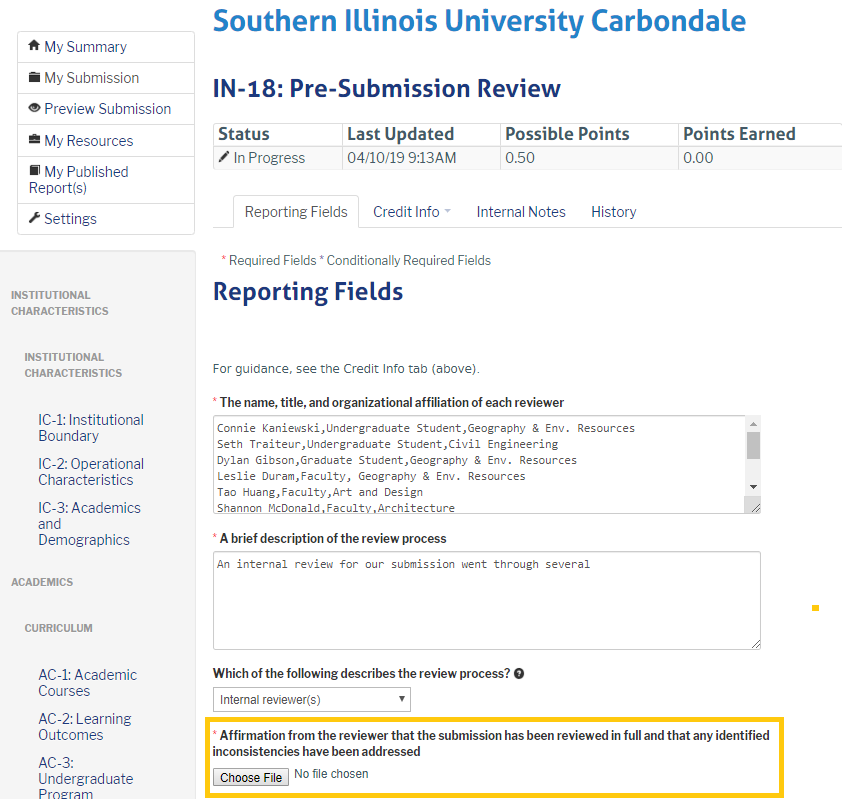 Southern Illinois University Carbondale
My Summary
My Submission
Preview Submission
My Resources
My Published
Report(s)
Settings
IN-18: Pre-Submission Review
Status Last Updated Possible Points Points Earned
In Progress 04/10/19 9:13AM 0.50 0.00
Reporting Fields Credit Info Internal Notes History
* Required Fields * Conditionally Required Fields
Reporting Fields
INSTITUTIONAL
CHARACTERISTICS
INSTITUTIONAL
CHARACTERISTICS
IC-1: Institutional
Boundary
IC-2: Operational
Characteristics
IC-3: Academics
and
Demographics
ACADEMICS
CURRICULUM
AC-1: Academic
Courses
AC-2: Learning
Outcomes
AC-3:
Undergraduate
Program
For guidance, see the Credit Info tab (above).
* The name, title, and organizational affiliation of each reviewer
Connie Kaniewski,Undergraduate Student,Geography & Env. Resources
Seth Traiteur,Undergraduate Student,Civil Engineering
Dylan Gibson,Graduate Student,Geography & Env. Resources
Leslie Duram,Faculty, Geography & Env. Resources
Tao Huang,Faculty,Art and Design
Shannon McDonald,Faculty,Architecture
* A brief description of the review process
An internal review for our submission went through several
Which of the following describes the review process? ?
Internal reviewer(s)
* Affirmation from the reviewer that the submission has been reviewed in full and that any identified
inconsistencies have been addressed
Choose File No file chosen